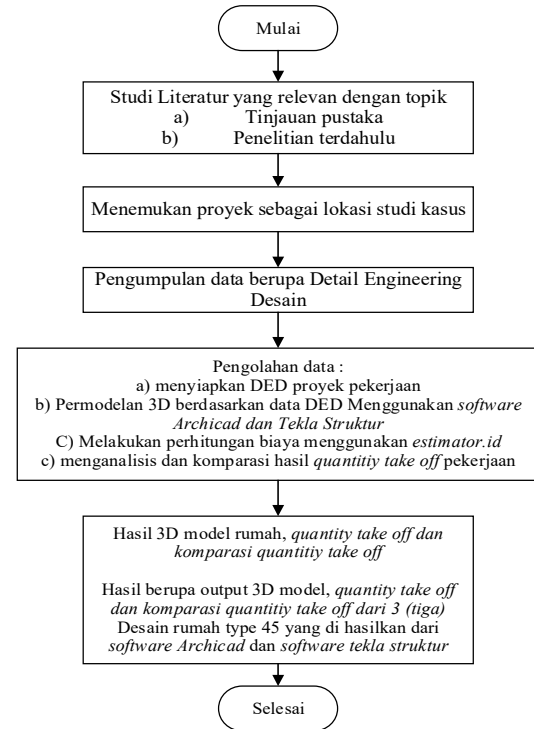 Mulai
Studi Literatur yang relevan dengan topik
a) Tinjauan pustaka
b) Penelitian terdahulu
Menemukan proyek sebagai lokasi studi kasus
Pengumpulan data berupa Detail Engineering
Desain
Pengolahan data :
a) menyiapkan DED proyek pekerjaan
b) Permodelan 3D berdasarkan data DED Menggunakan software
Archicad dan Tekla Struktur
C) Melakukan perhitungan biaya menggunakan estimator.id
c) menganalisis dan komparasi hasil quantitiy take off pekerjaan
Hasil 3D model rumah, quantity take off dan
komparasi quantitiy take off
Hasil berupa output 3D model, quantity take off
dan komparasi quantitiy take off dari 3 (tiga)
Desain rumah type 45 yang di hasilkan dari
software Archicad dan software tekla struktur
Selesai